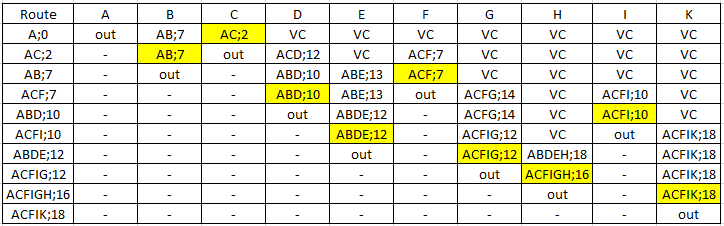 Route A B C D E F G H I K
A;0 out AB;7 AC;2 VC VC VC VC VC VC VC
AC;2 - AB;7 out ACD;12 VC ACF;7 VC VC VC VC
AB;7 - out - ABD;10 ABE;13 ACF;7 VC VC VC VC
ACF;7 - - - ABD;10 ABE;13 out ACFG;14 VC ACFI;10 VC
ABD;10 - - - out ABDE;12 - ACFG;14 VC ACFI;10 VC
ACFI;10 - - - - ABDE;12 - ACFIG;12 VC out ACFIK;18
ABDE;12 - - - - out - ACFIG;12 ABDEH;18 - ACFIK;18
ACFIG;12 - - - - - - out ACFIGH;16 - ACFIK;18
ACFIGH;16 - - - - - - - out - ACFIK;18
ACFIK;18 - - - - - - - - - out